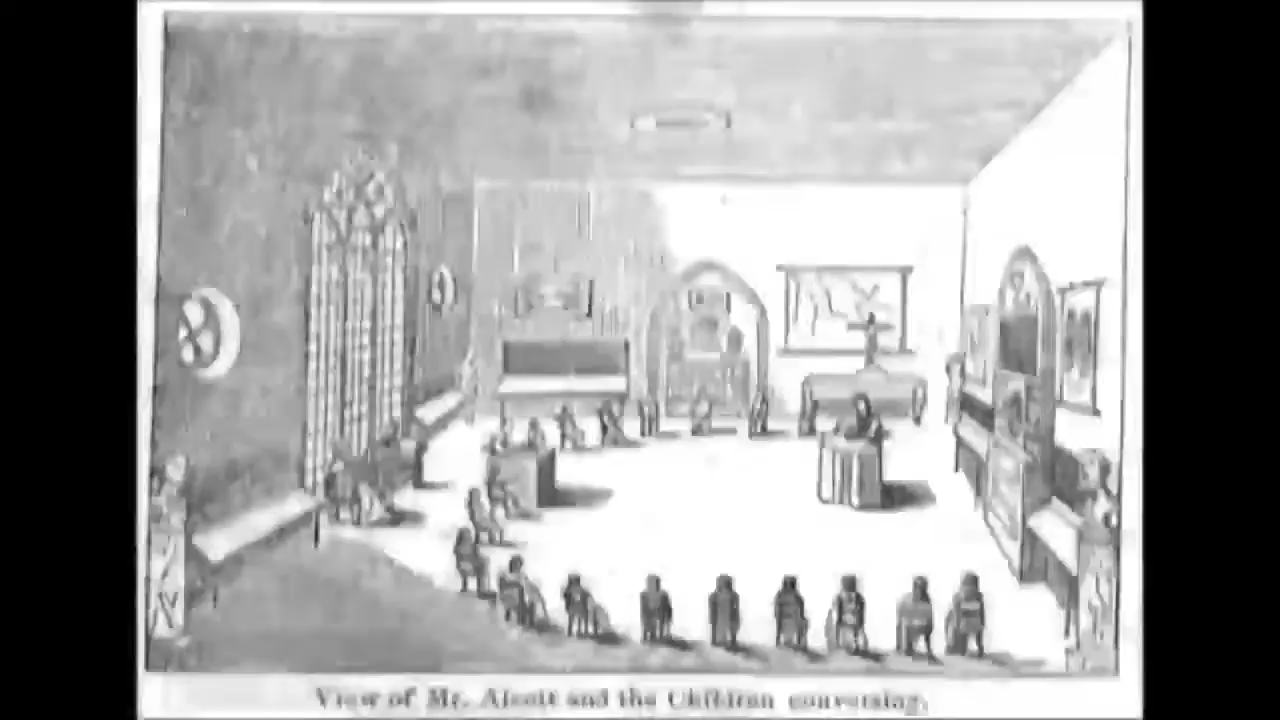 View of Mr. Alcott and the Children conversing.